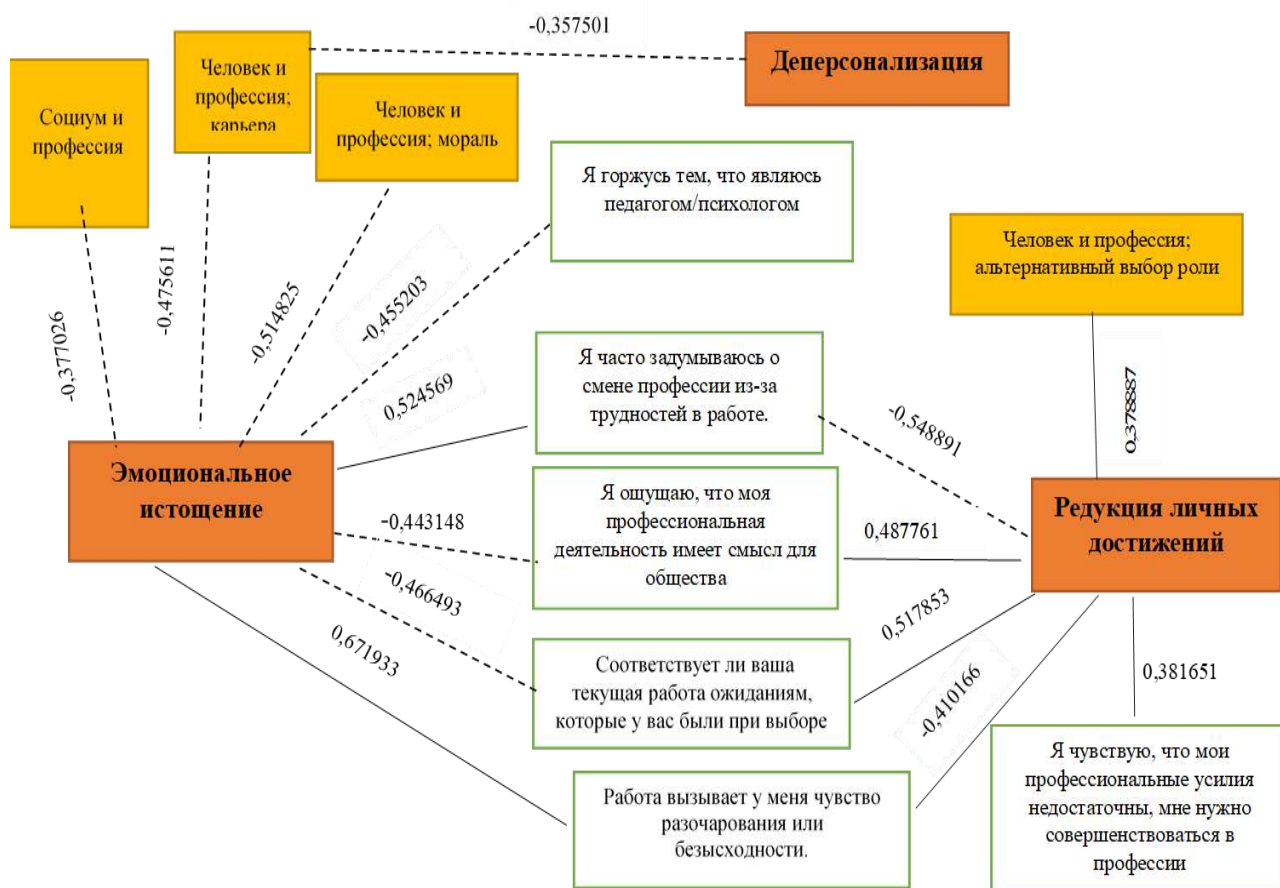 -0,357501
Деперсонализация
Социум и
профессия
Человек и
профессия;
карьера
Человек и
профессия; мораль
Я горжусь тем, что являюсь
педагогом/психологом
Человек и профессия;
альтернативный выбор роли
-0,377026
-0,475611
-0,514825
-0,455203
0,524569
Я часто задумываюсь о
смене профессии из-за
трудностей в работе.
-0,548891
0,378887
Эмоциональное
истощение
-0,443148
Я ощущаю, что моя
профессиональная
деятельность имеет смысл для
общества
0,487761
Редукция личных
достижений
-0,466493
0,671933
Соответствует ли ваша
текущая работа ожиданиям,
которые у вас были при выборе
0,517853
-0,410166
0,381651
Работа вызывает у меня чувство
разочарования или
безысходности.
Я чувствую, что мои
профессиональные усилия
недостаточны, мне нужно
совершенствоваться в
профессии